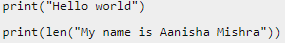 print("Hello world")
print(len("My name is Aanisha Mishra"))